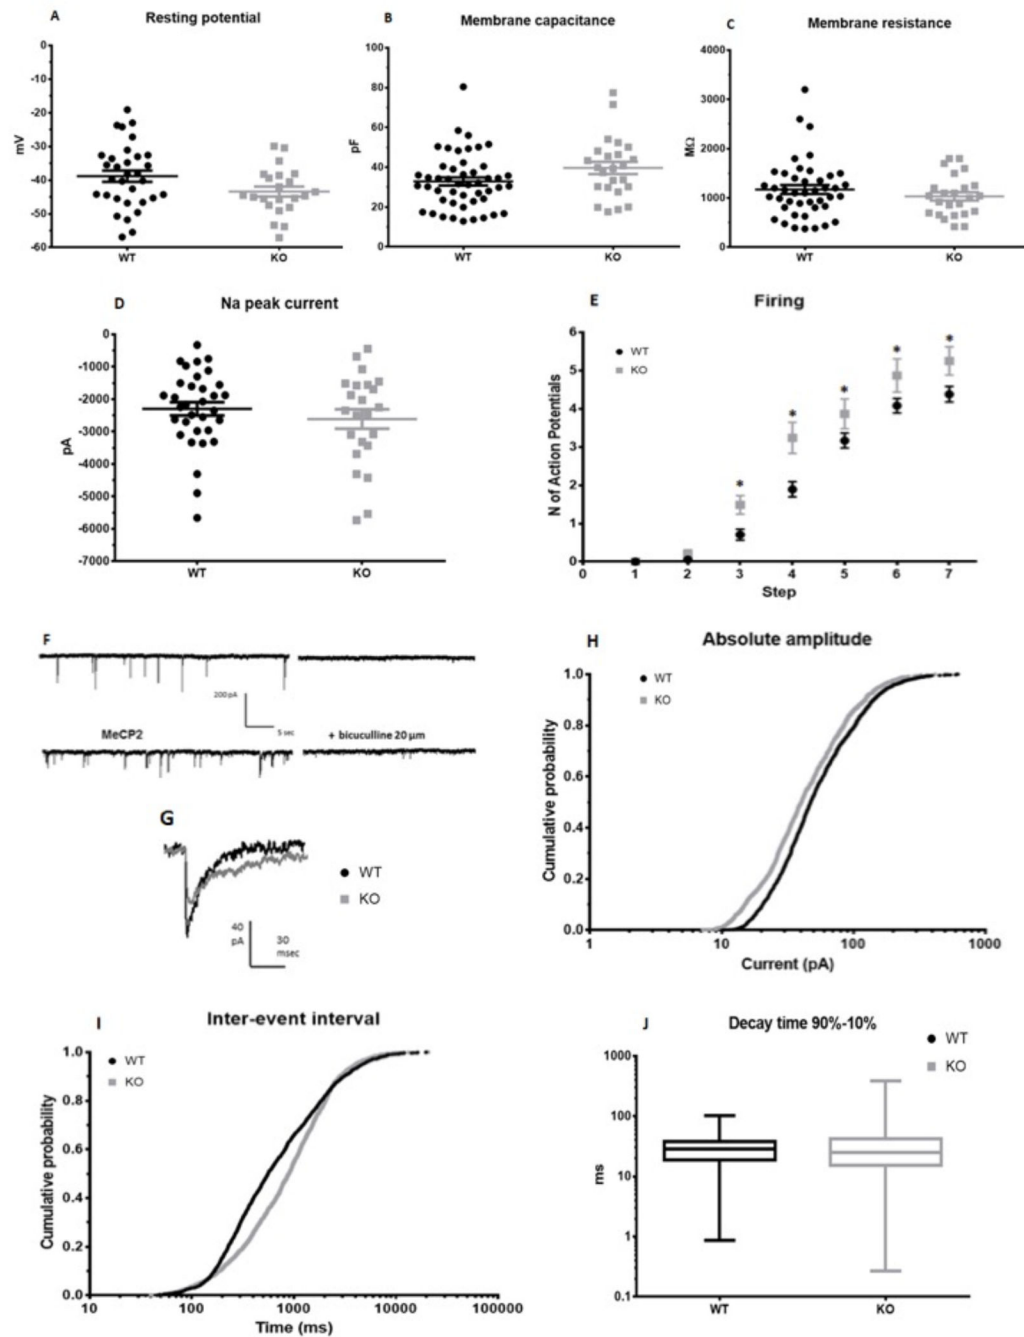 A Resting potential
0
-10
-20
-30
-40
-50
-60
mV
WT KO
B Membrane capacitance
100
80
60
40
20
0
pF
WT KO
C Membrane resistance
4000
3000
2000
1000
0
MΩ
WT KO
D Na peak current
0
-1000
-2000
-3000
-4000
-5000
-6000
-7000
pA
WT KO
E Firing
6
5
4
3
2
1
0
N of Action Potentials
WT
KO
* * * * *
0 1 2 3 4 5 6 7
Step
F
200 pA
5 sec
MeCP2 + bicuculline 20 µm
G
WT
KO
40
pA
30
msec
H Absolute amplitude
1.0
0.8
0.6
0.4
0.2
0.0
Cumulative probability
WT
KO
1 10 100 1000
Current (pA)
I Inter-event interval
1.0
0.8
0.6
0.4
0.2
0.0
Cumulative probability
WT
KO
10 100 1000 10000 100000
Time (ms)
J Decay time 90%-10%
WT
KO
1000
100
10
1
0.1
ms
WT KO